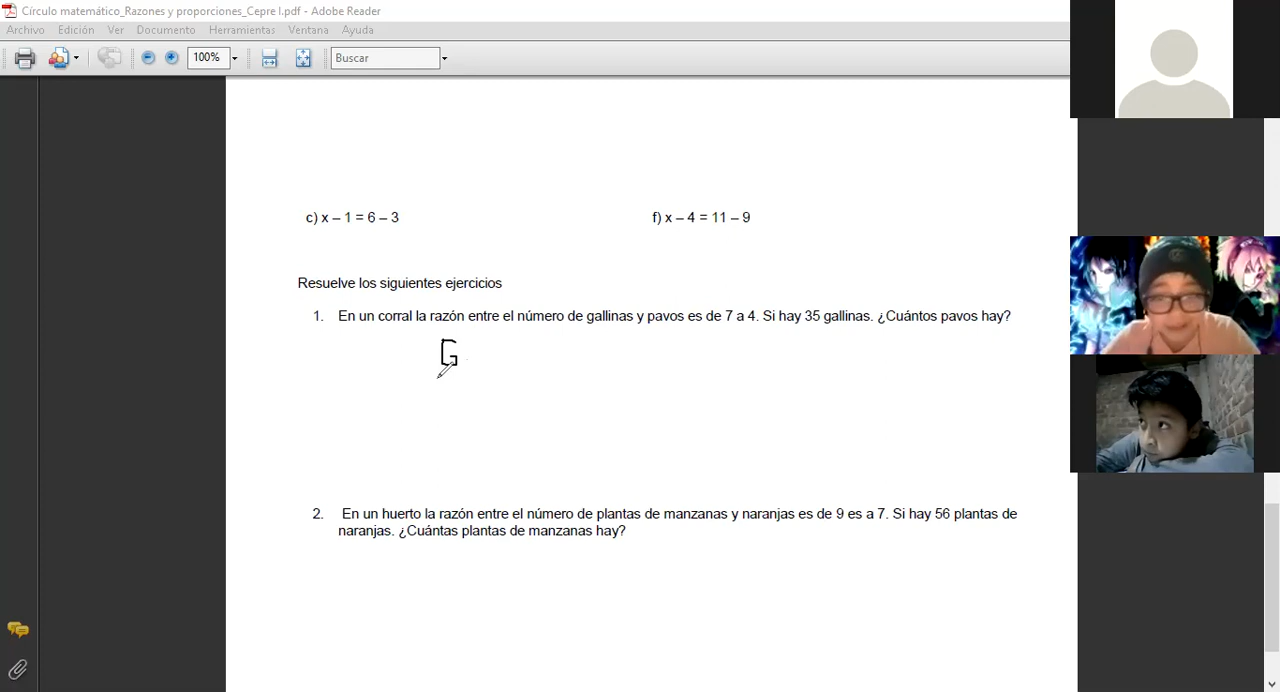 Círculo matemático_Razones y proporciones_Cepre I.pdf - Adobe Reader
Archivo Edición Ver Documento Herramientas Ventana Ayuda
100% Buscar
c) x – 1 = 6 – 3 f) x – 4 = 11 – 9
Resuelve los siguientes ejercicios
1. En un corral la razón entre el número de gallinas y pavos es de 7 a 4. Si hay 35 gallinas. ¿Cuántos pavos hay?
G
2. En un huerto la razón entre el número de plantas de manzanas y naranjas es de 9 es a 7. Si hay 56 plantas de
naranjas. ¿Cuántas plantas de manzanas hay?